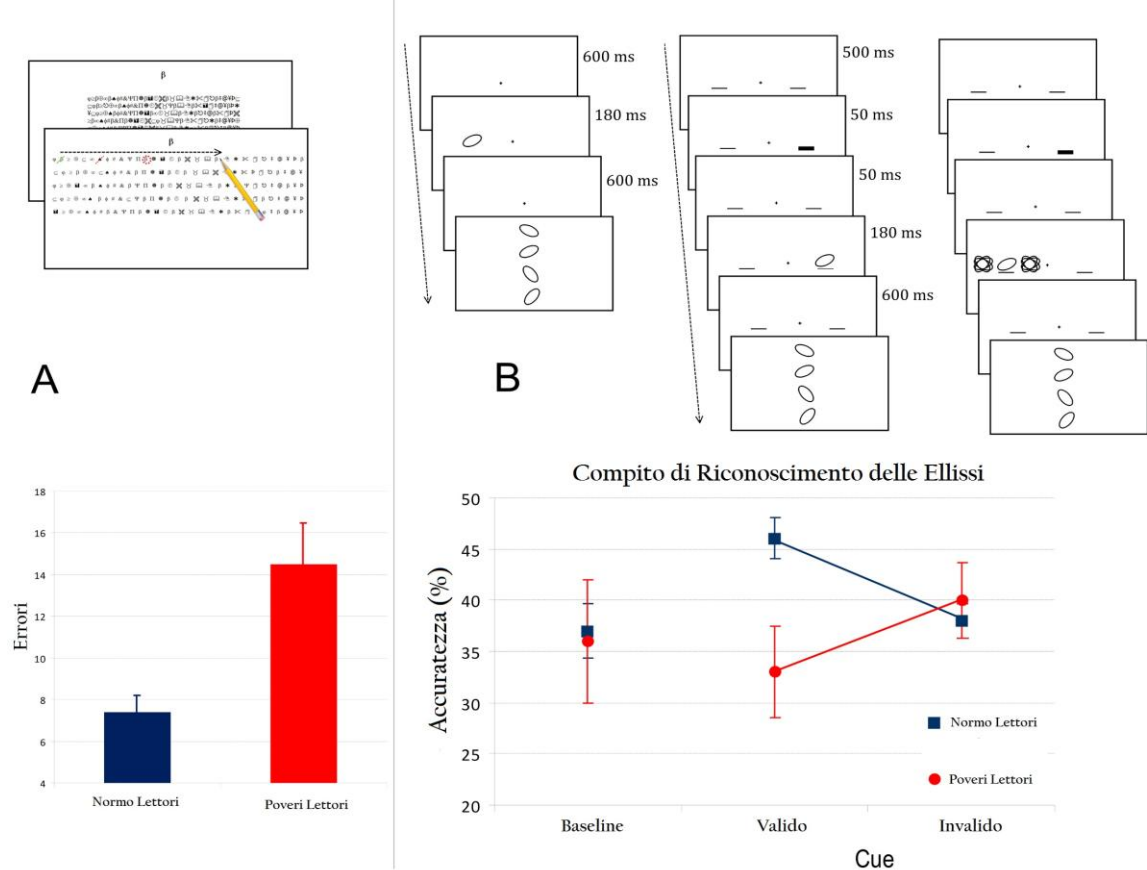 β
β
A
600 ms
180 ms
600 ms
500 ms
50 ms
50 ms
180 ms
600 ms
B
18
16
14
12
10
8
6
4
Errori
Normo Lettori
Poveri Lettori
Compito di Riconoscimento delle Ellissi
50
45
40
35
30
25
20
Accuratezza (%)
Normo Lettori
Poveri Lettori
Baseline
Valido
Invalido
Cue